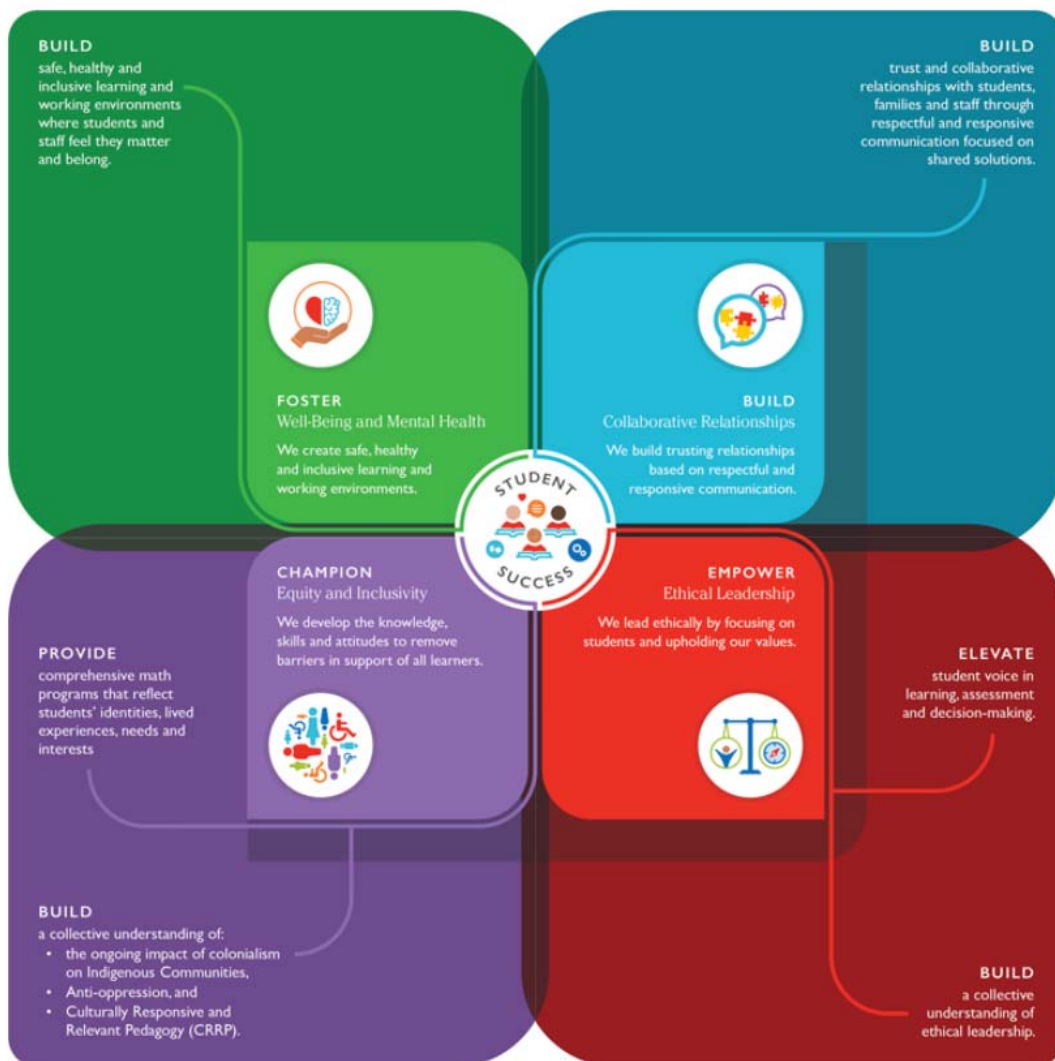 BUILD
safe, healthy and
inclusive learning and
working environments
where students and
staff feel they matter
and belong.
BUILD
trust and collaborative
relationships with students,
families and staff through
respectful and responsive
communication focused on
shared solutions.
FOSTER
Well-Being and Mental Health
We create safe, healthy
and inclusive learning and
working environments.
BUILD
Collaborative Relationships
We build trusting relationships
based on respectful and
responsive communication.
STUDENT
SUCCESS
CHAMPION
Equity and Inclusivity
We develop the knowledge,
skills and attitudes to remove
barriers in support of all learners.
EMPOWER
Ethical Leadership
We lead ethically by focusing on
students and upholding our values.
PROVIDE
comprehensive math
programs that reflect
students' identities, lived
experiences, needs and
interests
ELEVATE
student voice in
learning, assessment
and decision-making.
BUILD
a collective understanding of:
• the ongoing impact of colonialism
on Indigenous Communities,
• Anti-oppression, and
• Culturally Responsive and
Relevant Pedagogy (CRRP).
BUILD
a collective
understanding of
ethical leadership.